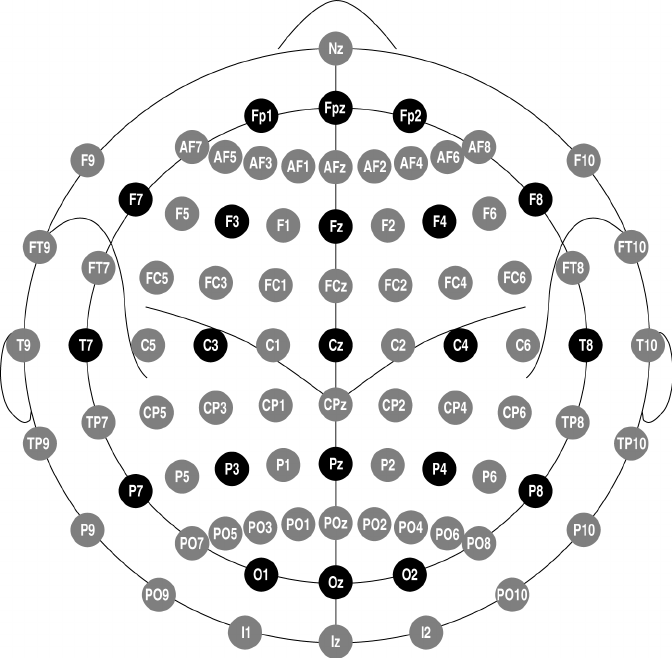 Nz
Fp1 Fpz Fp2
AF7 AF5 AF3 AF1 AFz AF2 AF4 AF6 AF8
F9 F10
F7 F5 F3 F1 Fz F2 F4 F6 F8
FT9 FT10
FT7 FC5 FC3 FC1 FCz FC2 FC4 FC6 FT8
T9 T7 C5 C3 C1 Cz C2 C4 C6 T8 T10
TP7 CP5 CP3 CP1 CPz CP2 CP4 CP6 TP8
TP9 TP10
P7 P5 P3 P1 Pz P2 P4 P6 P8
P9 P10
PO7 PO5 PO3 PO1 POz PO2 PO4 PO6 PO8
O1 Oz O2
PO9 PO10
I1 Iz I2